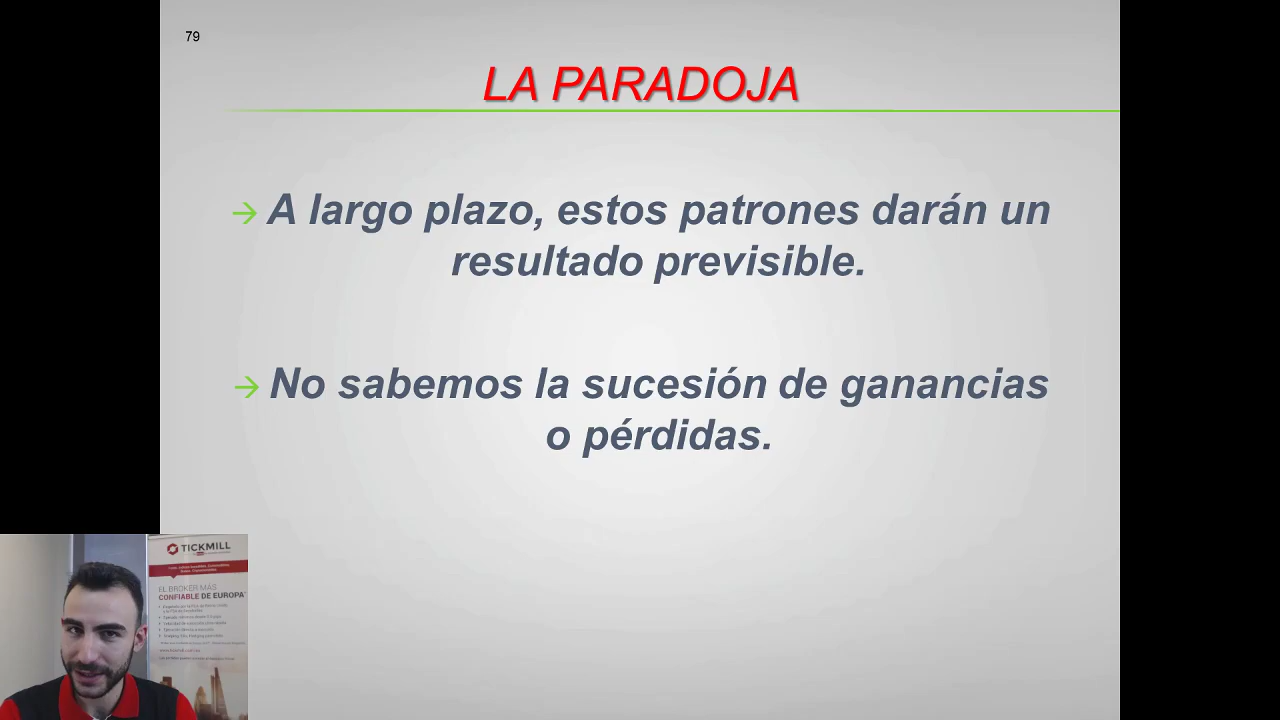 79
LA PARADOJA
→ A largo plazo, estos patrones darán un
resultado previsible.
→ No sabemos la sucesión de ganancias
o pérdidas.
TICKMILL
EL BROKER MÁS
CONFIABLE DE EUROPA*